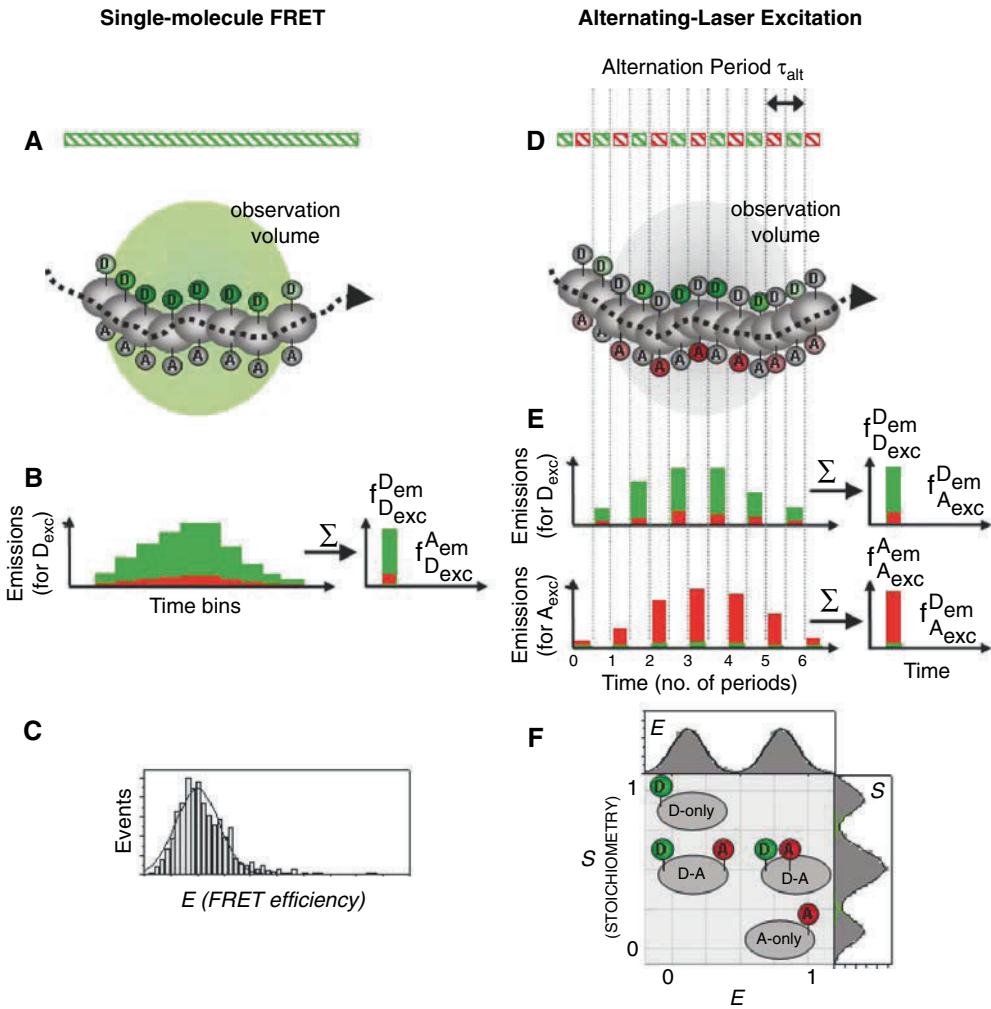 Single-molecule FRET
Alternating-Laser Excitation
Alternation Period τalt
A
D
observation
volume
D D D D D D D D
A A A A A A A A
observation
volume
D D D D D D D D D D D D D
A A A A A A A A A A A A A
B
Emissions
(for Dexc)
Time bins
Σ
fDemDexc
fAemDexc
E
Emissions
(for Dexc)
Σ
fDemDexc
fDemAexc
Emissions
(for Aexc)
Σ
fAemAexc
fDemAexc
0 1 2 3 4 5 6
Time (no. of periods)
Time
C
Events
E (FRET efficiency)
F
E
S
S
(STOICHIOMETRY)
1
0
D
D-only
D A
D-A
D A
D-A
A
A-only
0 1
E